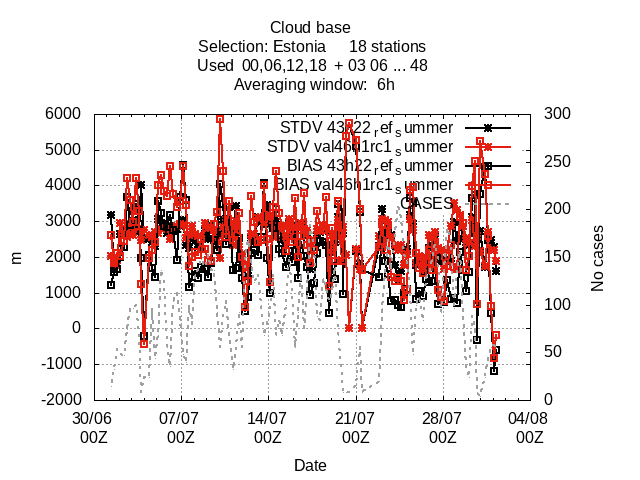 Cloud base
Selection: Estonia 18 stations
Used 00,06,12,18 + 03 06 ... 48
Averaging window: 6h
6000
5000
4000
3000
2000
1000
0
-1000
-2000
m
300
250
200
150
100
50
0
No cases
STDV 43h22_ref_summer
STDV val46h1rc1_summer
BIAS 43h22_ref_summer
BIAS val46h1rc1_summer
CASES
30/06 07/07 14/07 21/07 28/07 04/08
00Z 00Z 00Z 00Z 00Z 00Z
Date